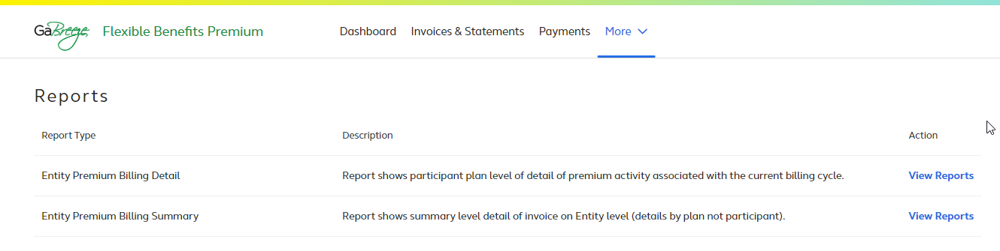 GaBreeze Flexible Benefits Premium Dashboard Invoices & Statements Payments More
Reports
Report Type Description Action
Entity Premium Billing Detail Report shows participant plan level of detail of premium activity associated with the current billing cycle. View Reports
Entity Premium Billing Summary Report shows summary level detail of invoice on Entity level (details by plan not participant). View Reports